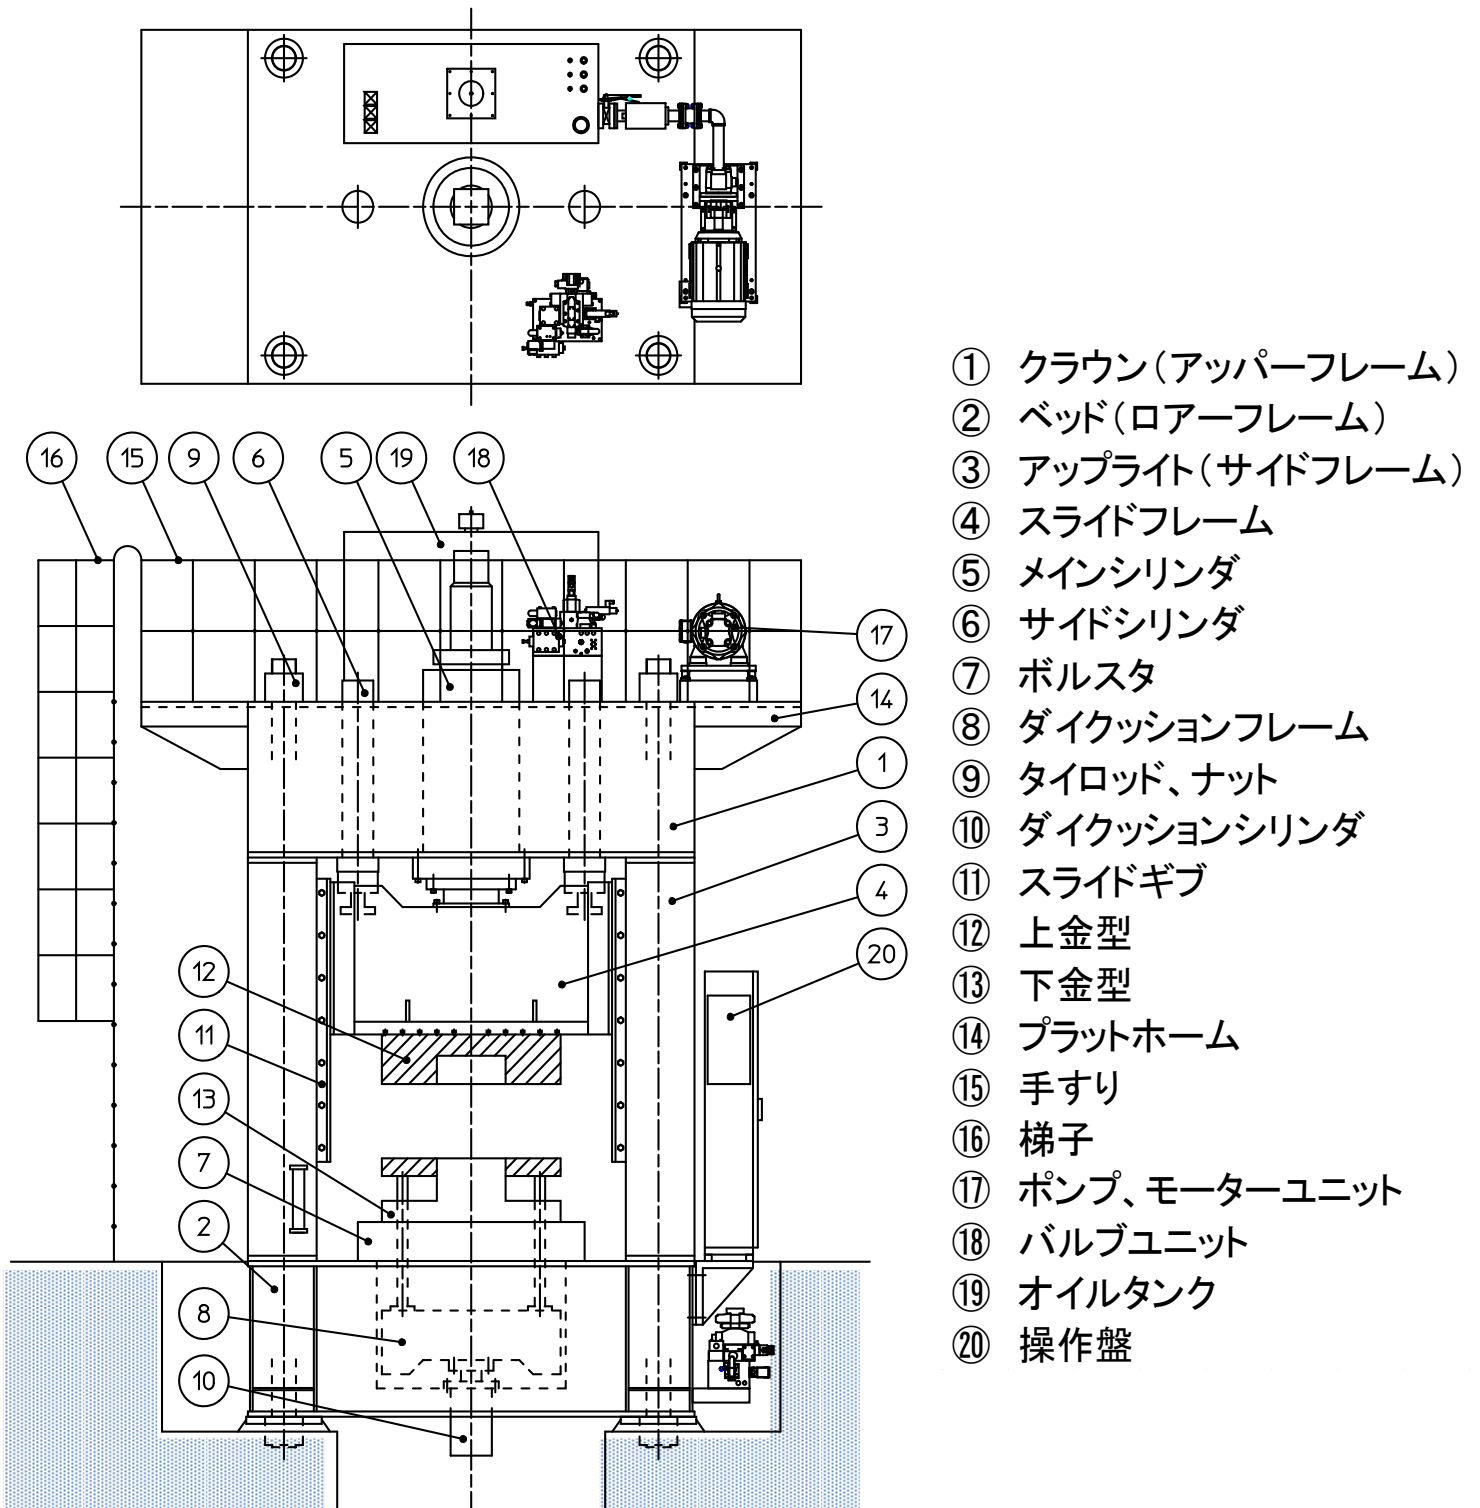 16 15 9 6 5 19 18
17
14
1
3
4
20
12
11
13
7
2
8
10
① クラウン（アッパーフレーム）
② ベッド（ロアーフレーム）
③ アップライト（サイドフレーム）
④ スライドフレーム
⑤ メインシリンダ
⑥ サイドシリンダ
⑦ ボルスタ
⑧ ダイクッションフレーム
⑨ タイロッド、ナット
⑩ ダイクッションシリンダ
⑪ スライドギブ
⑫ 上金型
⑬ 下金型
⑭ プラットホーム
⑮ 手すり
⑯ 梯子
⑰ ポンプ、モーターユニット
⑱ バルブユニット
⑲ オイルタンク
⑳ 操作盤